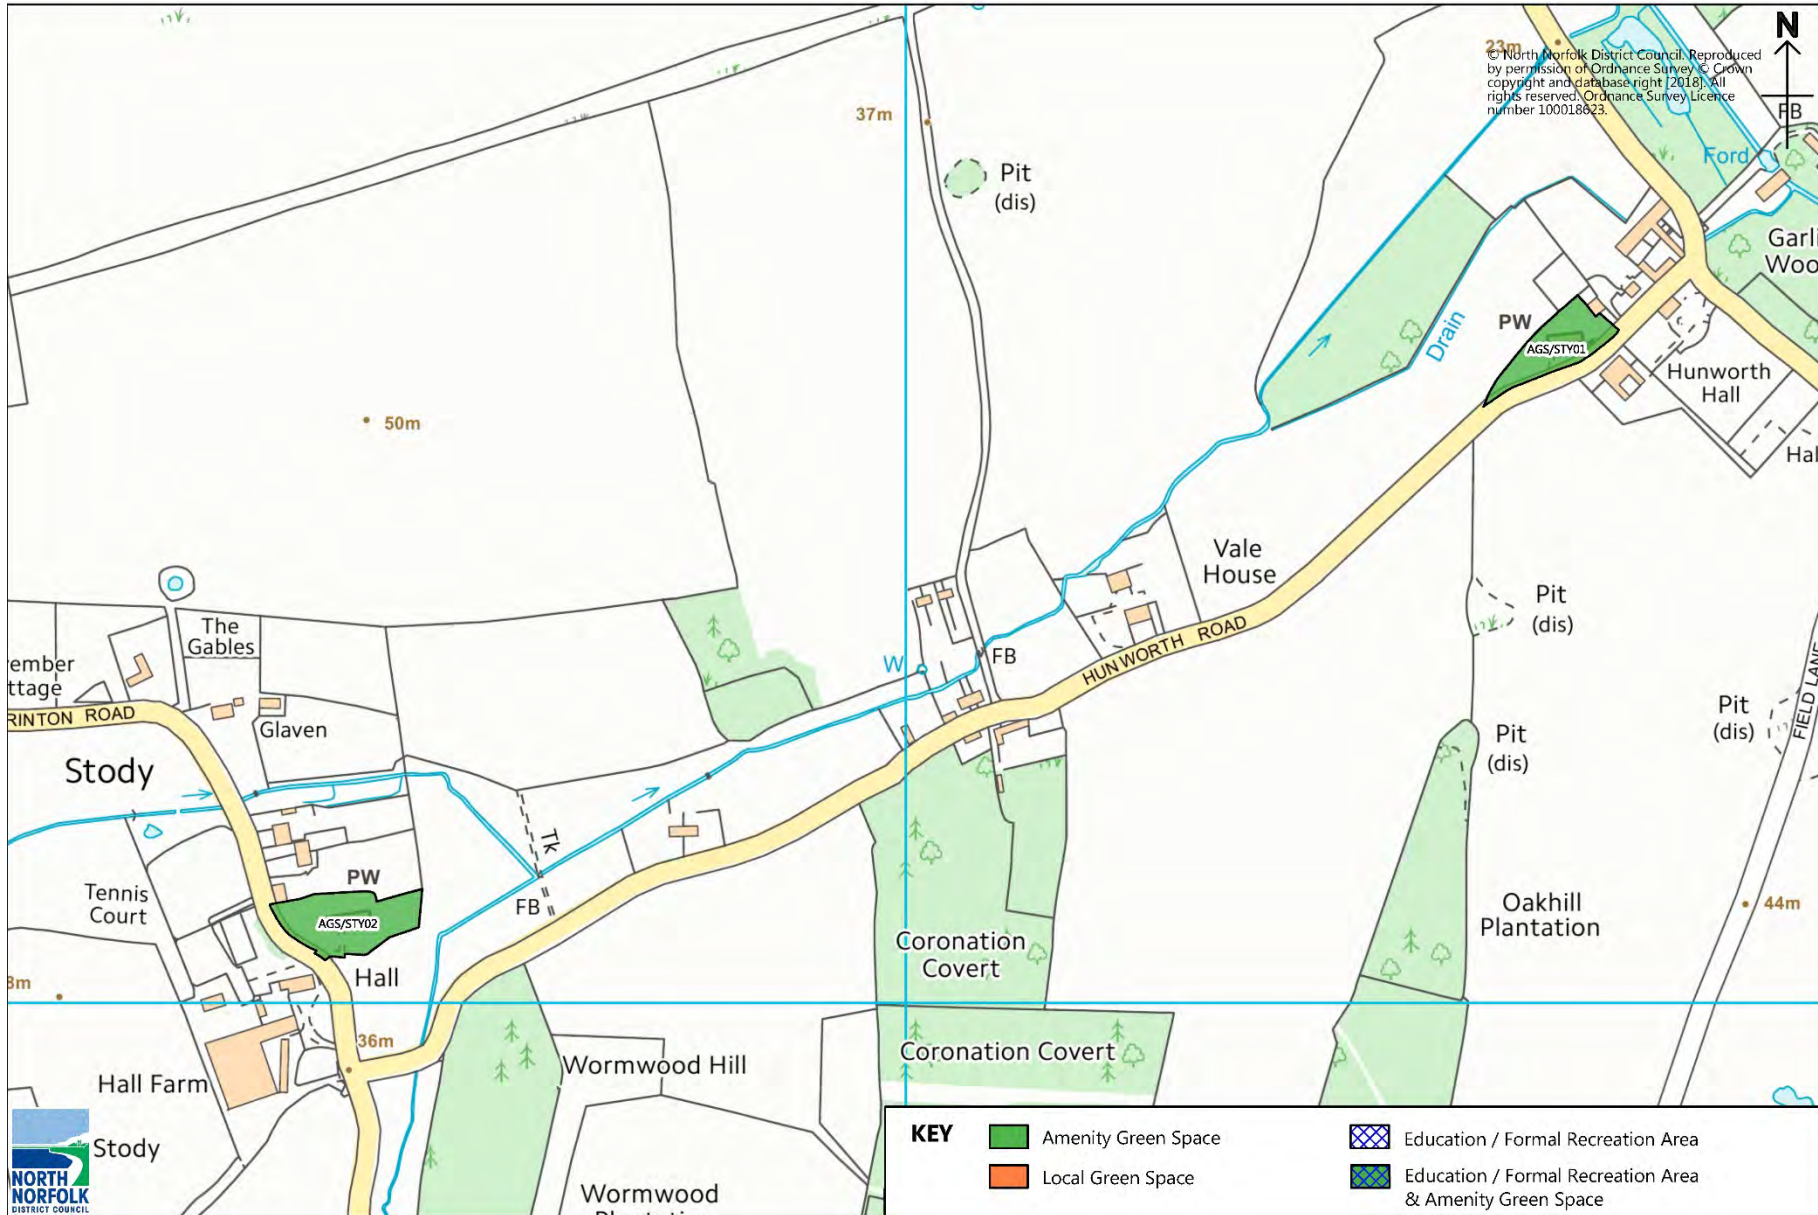 N
23m
© North Norfolk District Council. Reproduced
by permission of Ordnance Survey © Crown
copyright and database right [2018]. All
rights reserved. Ordnance Survey Licence
number 100018623.
FB
37m
Pit
(dis)
Ford
Garli
Woo
Drain
PW
AGS/STY01
Hunworth
Hall
Hal
50m
Vale
House
Pit
(dis)
The
Gables
ember
ttage
FB
W
HUNWORTH ROAD
RINTON ROAD
Glaven
Pit
(dis)
Pit
(dis)
FIELD LANE
Stody
Tk
Tennis
Court
PW
AGS/STY02
FB
Oakhill
Plantation
44m
Coronation
Covert
Hall
3m
36m
Coronation Covert
Wormwood Hill
Hall Farm
Stody
Wormwood
KEY
Amenity Green Space
Education / Formal Recreation Area
Local Green Space
Education / Formal Recreation Area
& Amenity Green Space
NORTH
NORFOLK
DISTRICT COUNCIL